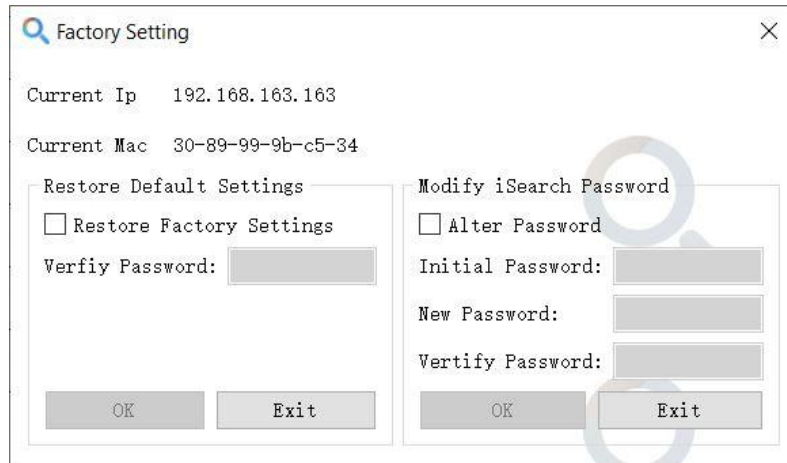 Factory Setting
Current Ip 192.168.163.163
Current Mac 30-89-99-9b-c5-34
Restore Default Settings
Restore Factory Settings
Verfiy Password:
OK Exit
Modify iSearch Password
Alter Password
Initial Password:
New Password:
Vertify Password:
OK Exit